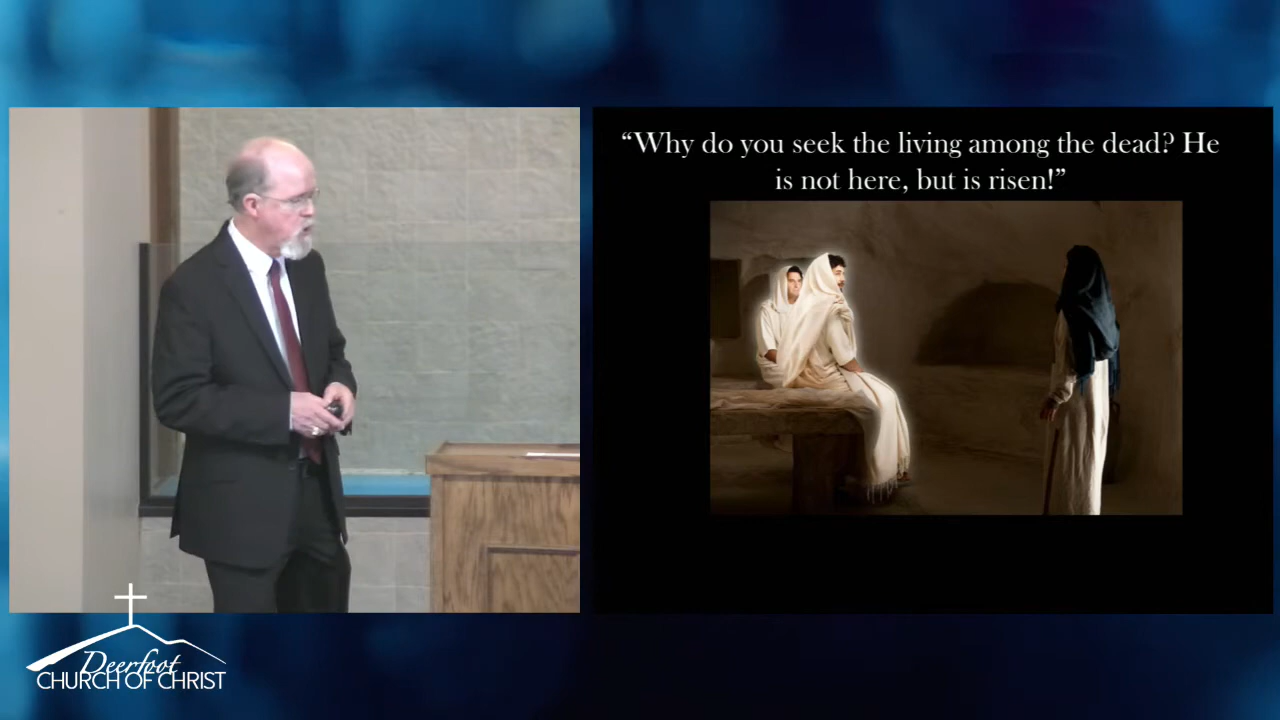 “Why do you seek the living among the dead? He
is not here, but is risen!”
Deerfoot
CHURCH OF CHRIST